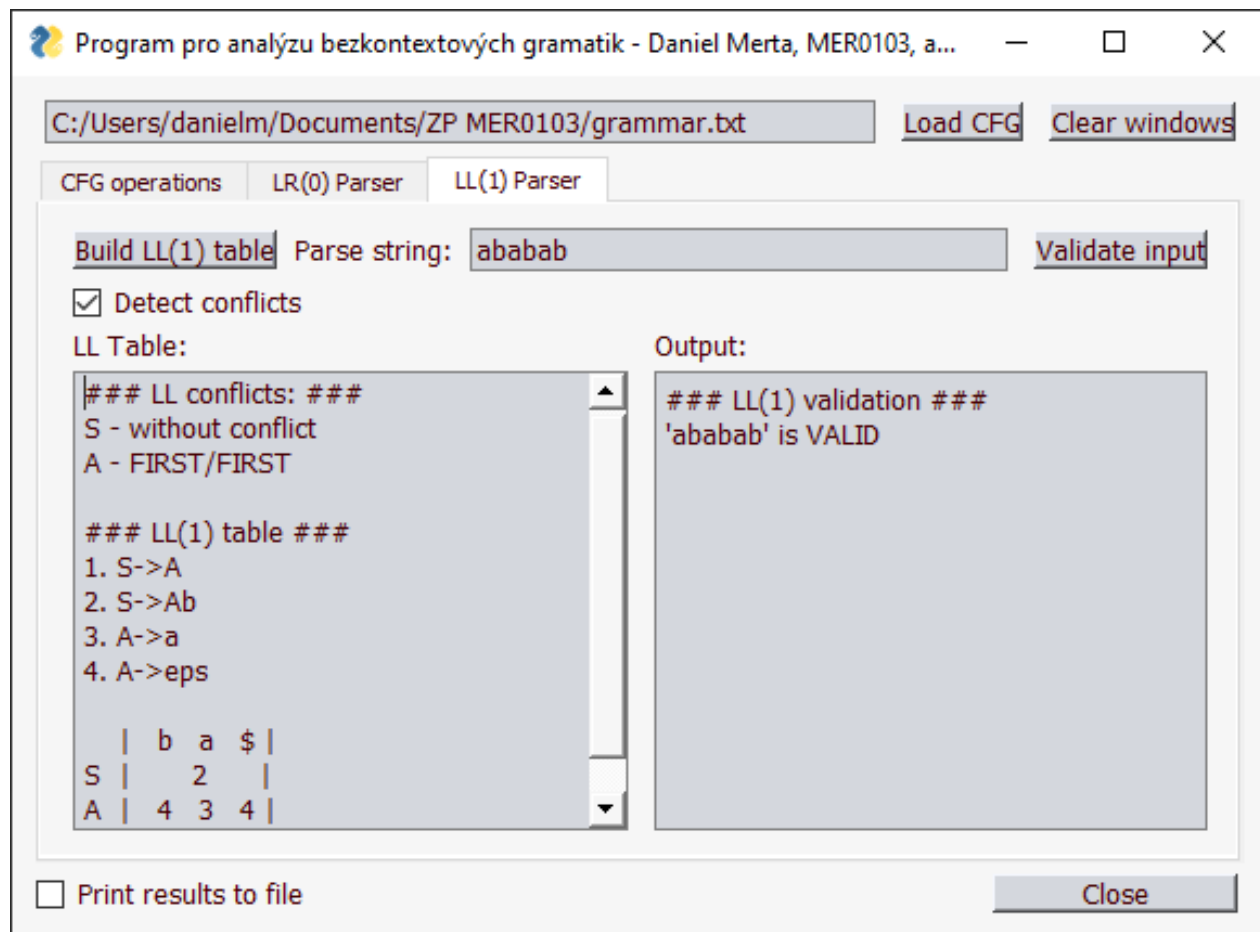 Program pro analýzu bezkontextových gramatik - Daniel Merta, MER0103, a...
C:/Users/danielm/Documents/ZP MER0103/grammar.txt Load CFG Clear windows
CFG operations LR(0) Parser LL(1) Parser
Build LL(1) table Parse string: ababab Validate input
Detect conflicts
LL Table:
### LL conflicts: ###
S - without conflict
A - FIRST/FIRST
### LL(1) table ###
1. S->A
2. S->Ab
3. A->a
4. A->eps
| b a $ |
S | 2 |
A | 4 3 4 |
Output:
### LL(1) validation ###
'ababab' is VALID
Print results to file Close